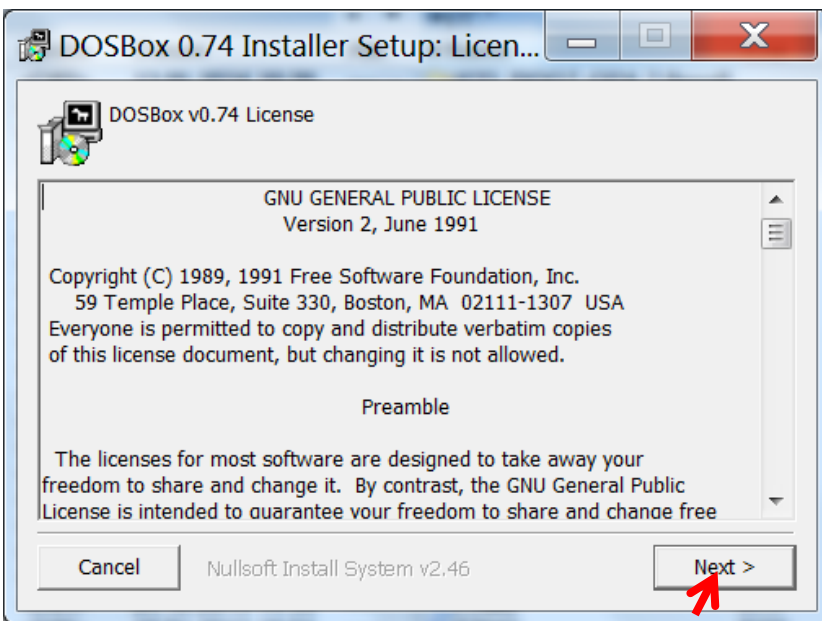 DOSBox 0.74 Installer Setup: Licen...
DOSBox v0.74 License
GNU GENERAL PUBLIC LICENSE
Version 2, June 1991
Copyright (C) 1989, 1991 Free Software Foundation, Inc.
59 Temple Place, Suite 330, Boston, MA 02111-1307 USA
Everyone is permitted to copy and distribute verbatim copies
of this license document, but changing it is not allowed.
Preamble
The licenses for most software are designed to take away your
freedom to share and change it. By contrast, the GNU General Public
License is intended to guarantee your freedom to share and change free
Cancel
Nullsoft Install System v2.46
Next >